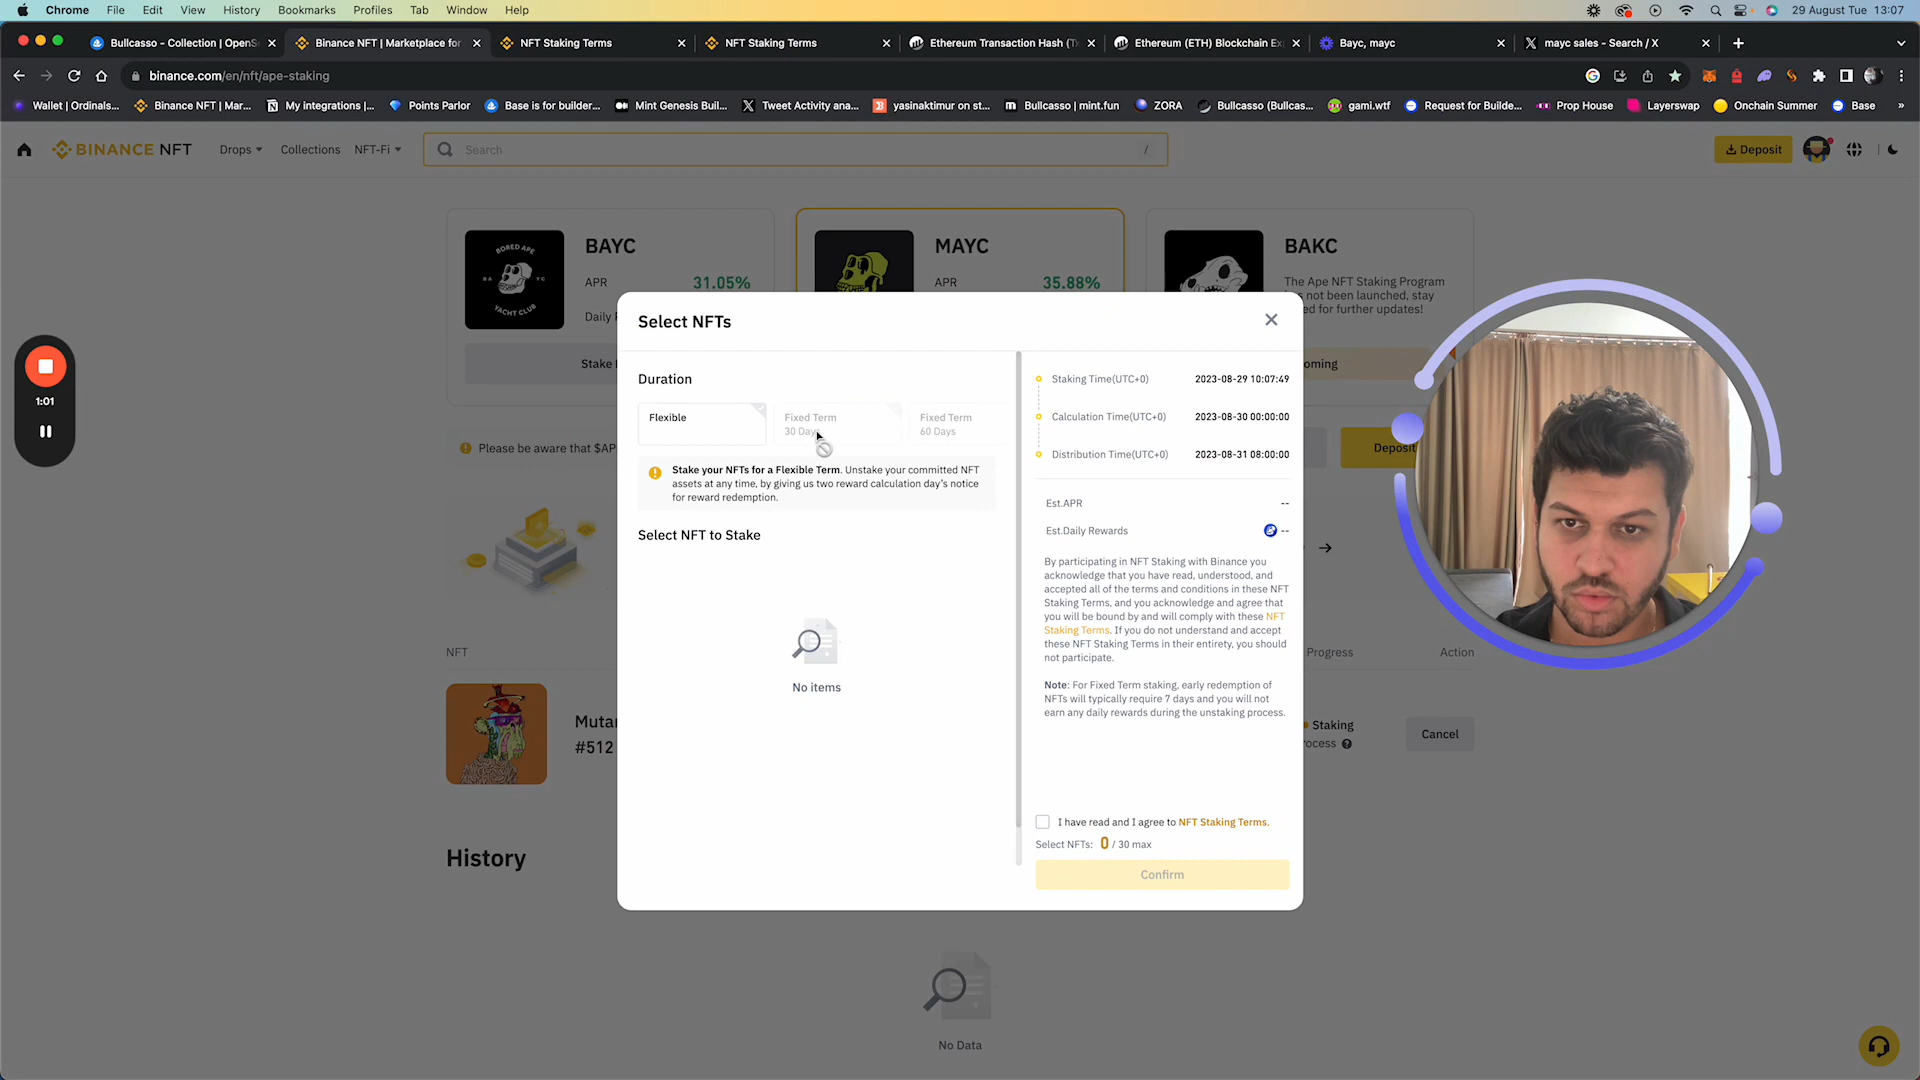 Chrome File Edit View History Bookmarks Profiles Tab Window Help
29 August Tue 13:07
Bullcasso - Collection | OpenS
Binance NFT | Marketplace for
NFT Staking Terms
NFT Staking Terms
Ethereum Transaction Hash (Tx
Ethereum (ETH) Blockchain Ex
Bayc, mayc
mayc sales - Search / X
binance.com/en/nft/ape-staking
Wallet | Ordinals...
Binance NFT | Mar...
My integrations |...
Points Parlor
Base is for builder...
Mint Genesis Buil...
Tweet Activity ana...
yasinaktimur on st...
Bullcasso | mint.fun
ZORA
Bullcasso (Bullcas...
gami.wtf
Request for Builde...
Prop House
Layerswap
Onchain Summer
Base
»
BINANCE NFT
Drops
Collections
NFT-Fi
Search
/
Deposit
BORED APE
BA YC
YACHT CLUB
BAYC
APR 31.05%
Daily
Stake
MAYC
APR 35.88%
BAKC
The Ape NFT Staking Program
not been launched, stay
ed for further updates!
oming
Please be aware that $AP
Deposit
1:01
Select NFTs
Duration
Flexible
Fixed Term
30 Days
Fixed Term
60 Days
Stake your NFTs for a Flexible Term. Unstake your committed NFT
assets at any time, by giving us two reward calculation day's notice
for reward redemption.
Select NFT to Stake
No items
Staking Time(UTC+0) 2023-08-29 10:07:49
Calculation Time(UTC+0) 2023-08-30 00:00:00
Distribution Time(UTC+0) 2023-08-31 08:00:00
Est.APR --
Est.Daily Rewards --
By participating in NFT Staking with Binance you
acknowledge that you have read, understood, and
accepted all of the terms and conditions in these NFT
Staking Terms, and you acknowledge and agree that
you will be bound by and will comply with these NFT
Staking Terms. If you do not understand and accept
these NFT Staking Terms in their entirety, you should
not participate.
Note: For Fixed Term staking, early redemption of
NFTs will typically require 7 days and you will not
earn any daily rewards during the unstaking process.
I have read and I agree to NFT Staking Terms.
Select NFTs: 0 / 30 max
Confirm
NFT
Progress
Action
Mutan
#512
Staking
rocess
Cancel
History
No Data